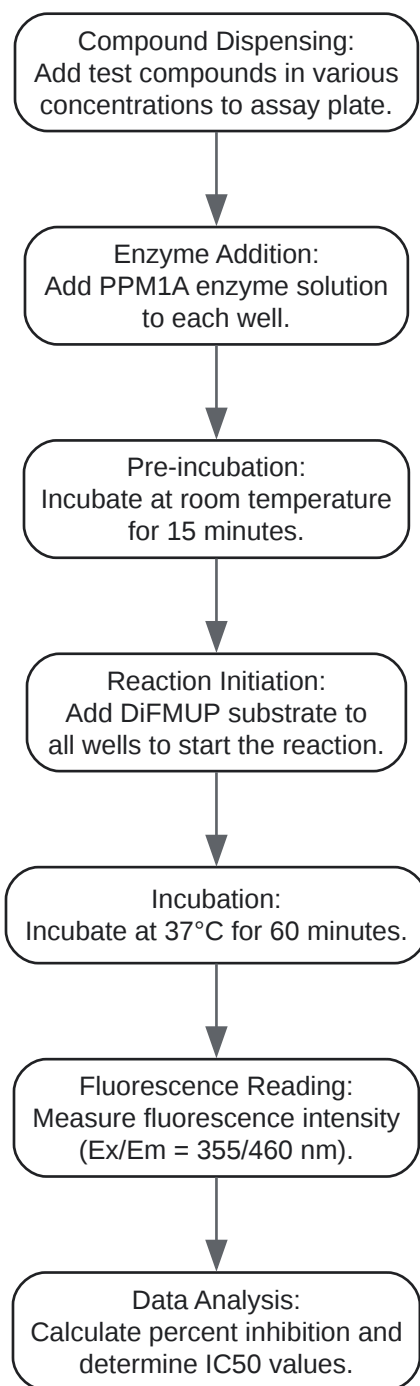 Compound Dispensing:
Add test compounds in various
concentrations to assay plate.
Enzyme Addition:
Add PPM1A enzyme solution
to each well.
Pre-incubation:
Incubate at room temperature
for 15 minutes.
Reaction Initiation:
Add DiFMUP substrate to
all wells to start the reaction.
Incubation:
Incubate at 37°C for 60 minutes.
Fluorescence Reading:
Measure fluorescence intensity
(Ex/Em = 355/460 nm).
Data Analysis:
Calculate percent inhibition and
determine IC50 values.